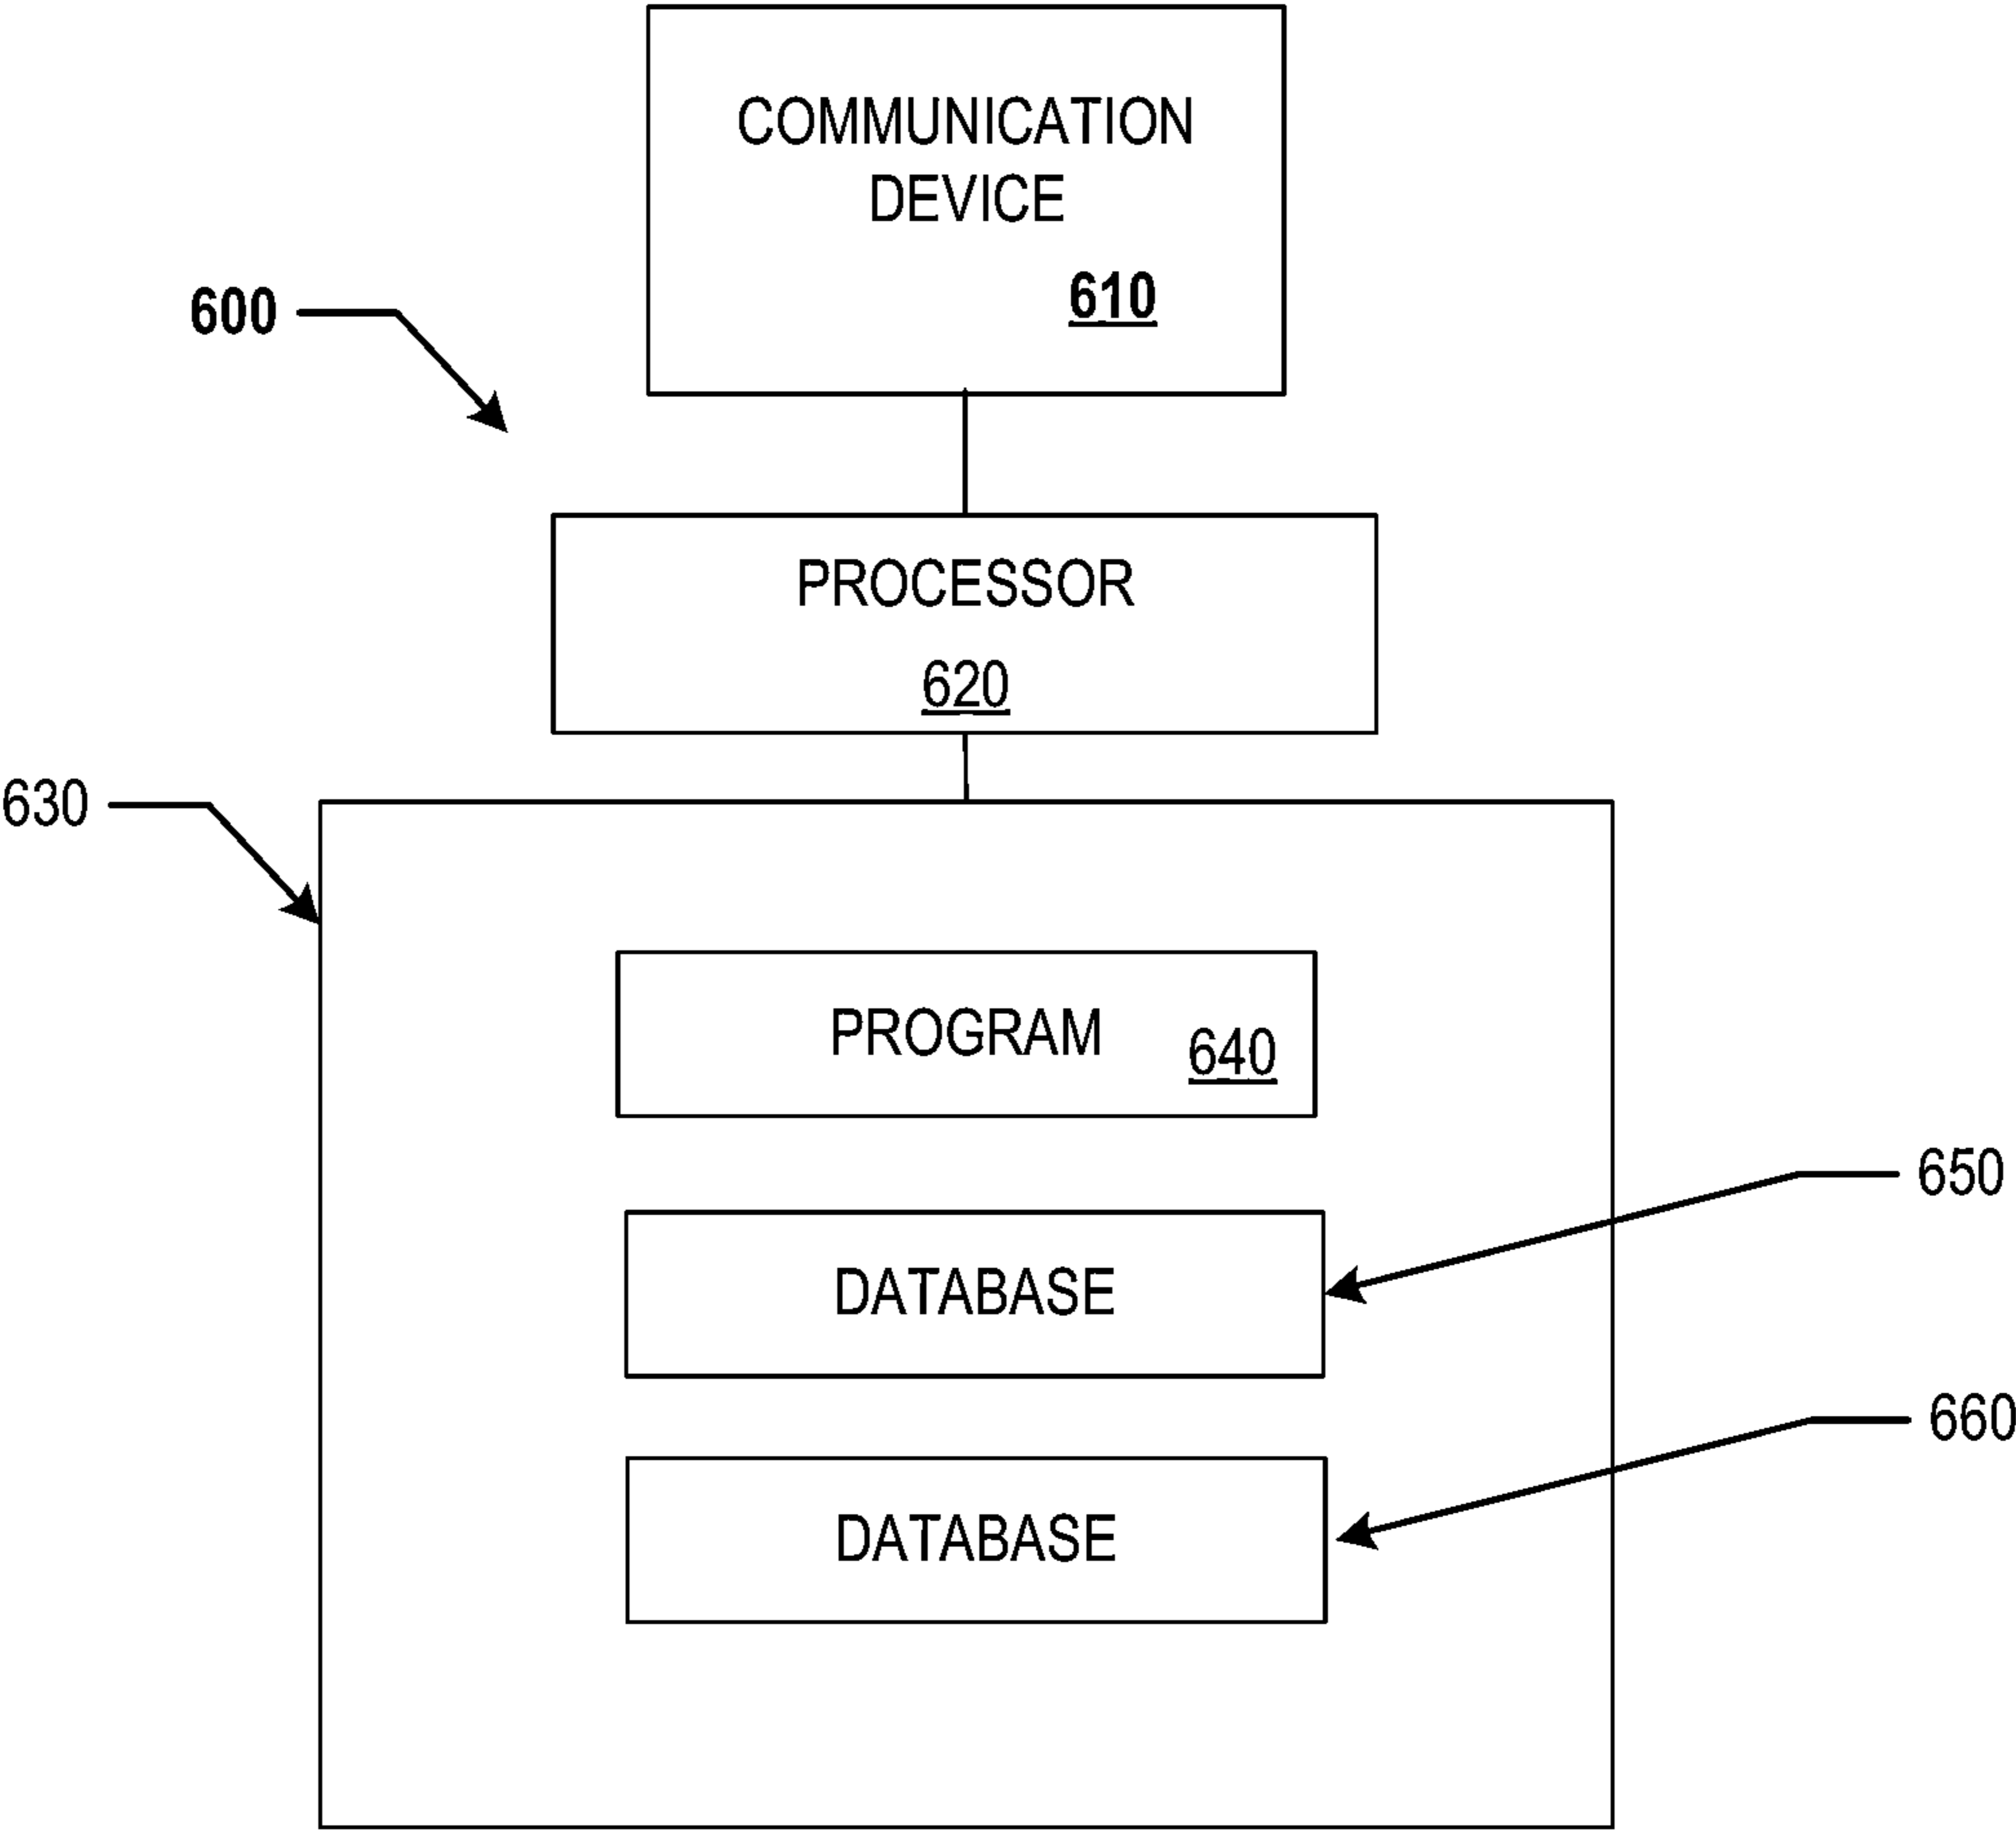 COMMUNICATION
DEVICE
610
600
PROCESSOR
620
630
PROGRAM
640
650
DATABASE
660
DATABASE